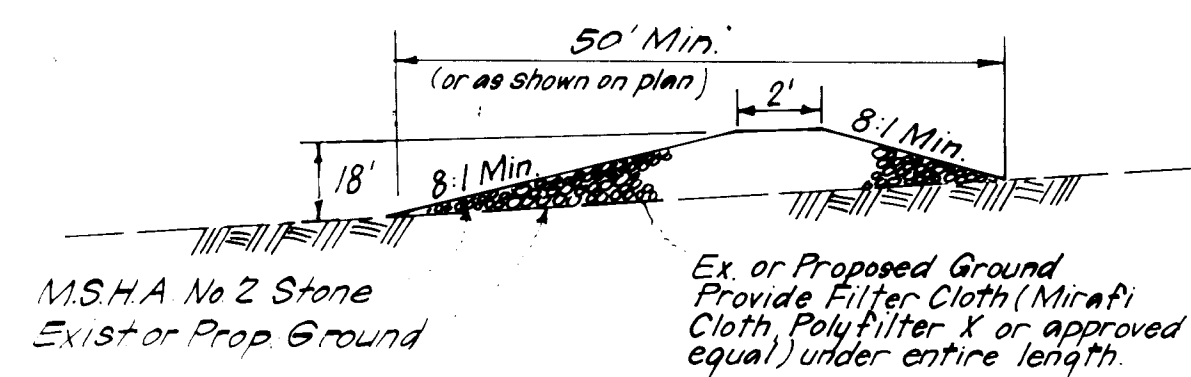 50' Min.
(or as shown on plan)
2'
8:1 Min.
18'
8:1 Min.
M.S.H.A. No. 2 Stone
Exist or Prop. Ground
Ex. or Proposed Ground
Provide Filter Cloth (Mirafi
Cloth, Polyfilter X or approved
equal) under entire length.